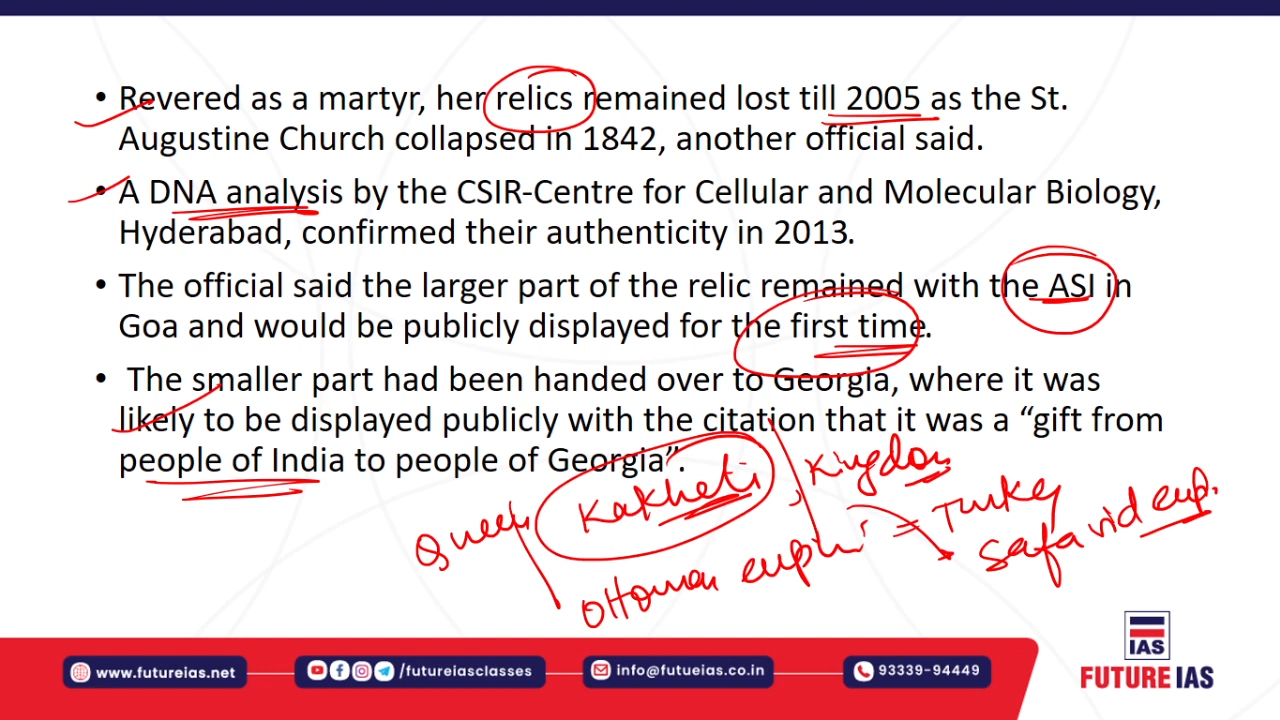 • Revered as a martyr, her relics remained lost till 2005 as the St.
Augustine Church collapsed in 1842, another official said.
• A DNA analysis by the CSIR-Centre for Cellular and Molecular Biology,
Hyderabad, confirmed their authenticity in 2013.
• The official said the larger part of the relic remained with the ASI in
Goa and would be publicly displayed for the first time.
• The smaller part had been handed over to Georgia, where it was
likely to be displayed publicly with the citation that it was a “gift from
people of India to people of Georgia”.
Queen Kakheti, Kingdom
Ottoman = Turkey
Safavid emp.
IAS
FUTURE IAS
www.futureias.net
/futureiasclasses
info@futueias.co.in
93339-94449